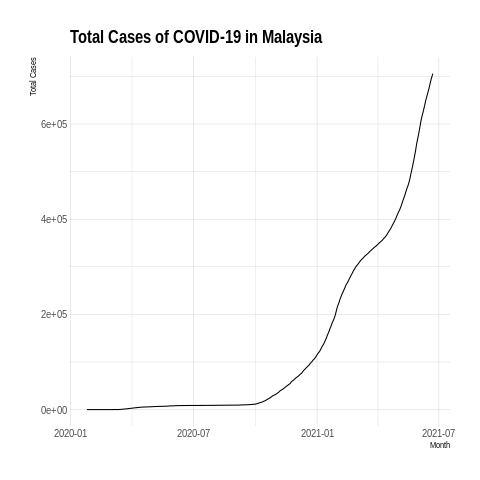 Total Cases of COVID-19 in Malaysia
Total Cases
6e+05
4e+05
2e+05
0e+00
2020-01 2020-07 2021-01 2021-07
Month